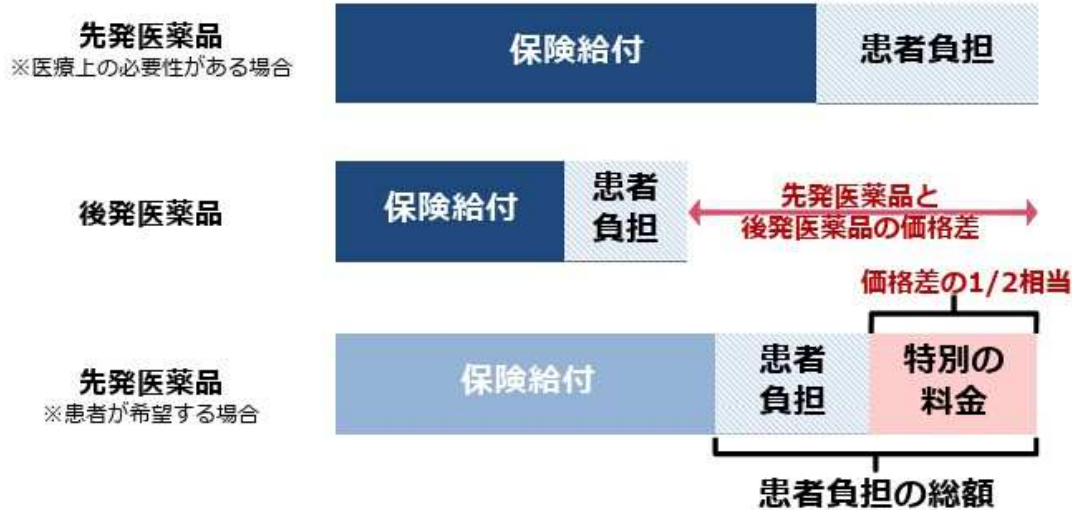 先発医薬品
※医療上の必要性がある場合
保険給付
患者負担
後発医薬品
保険給付
患者
負担
先発医薬品と
後発医薬品の価格差
価格差の1/2相当
先発医薬品
※患者が希望する場合
保険給付
患者
負担
特別の
料金
患者負担の総額